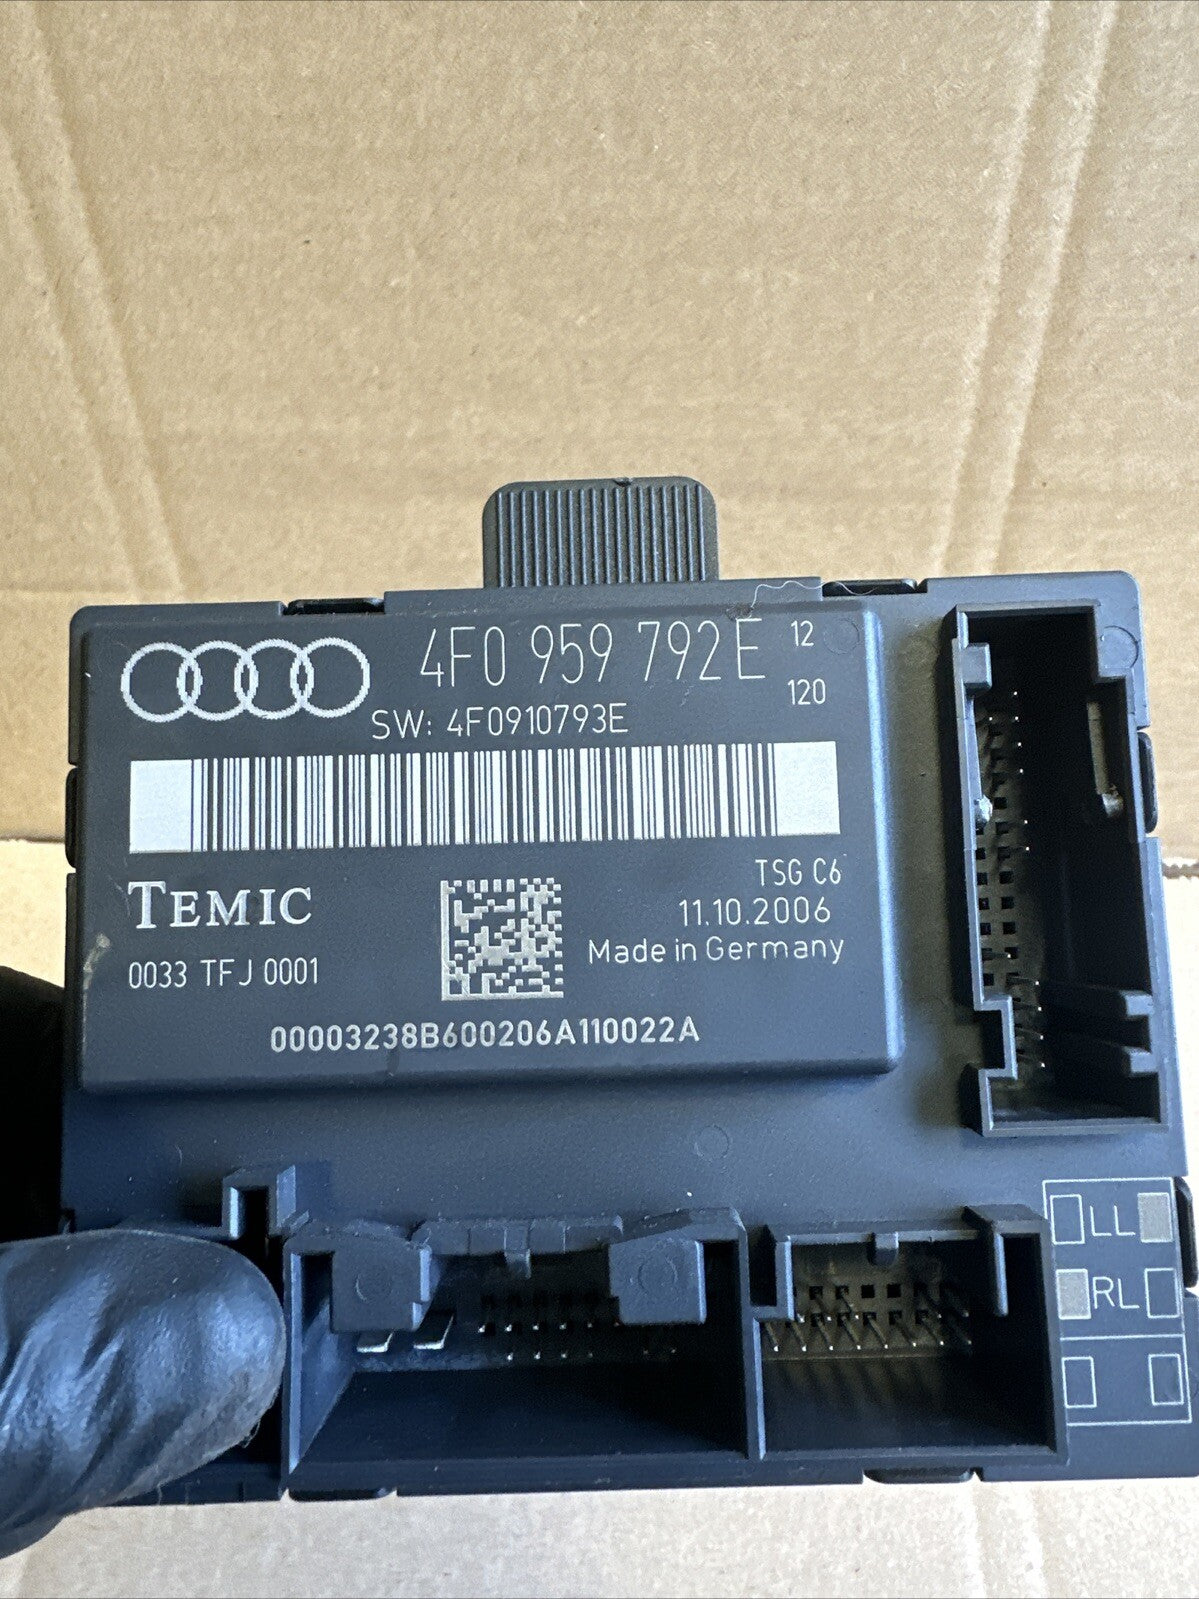 4F0 959 792 E 12
120
SW: 4F0910793E
TEMIC
TSG C6
11.10.2006
Made in Germany
0033 TFJ 0001
00003238B600206A110022A
LL
RL